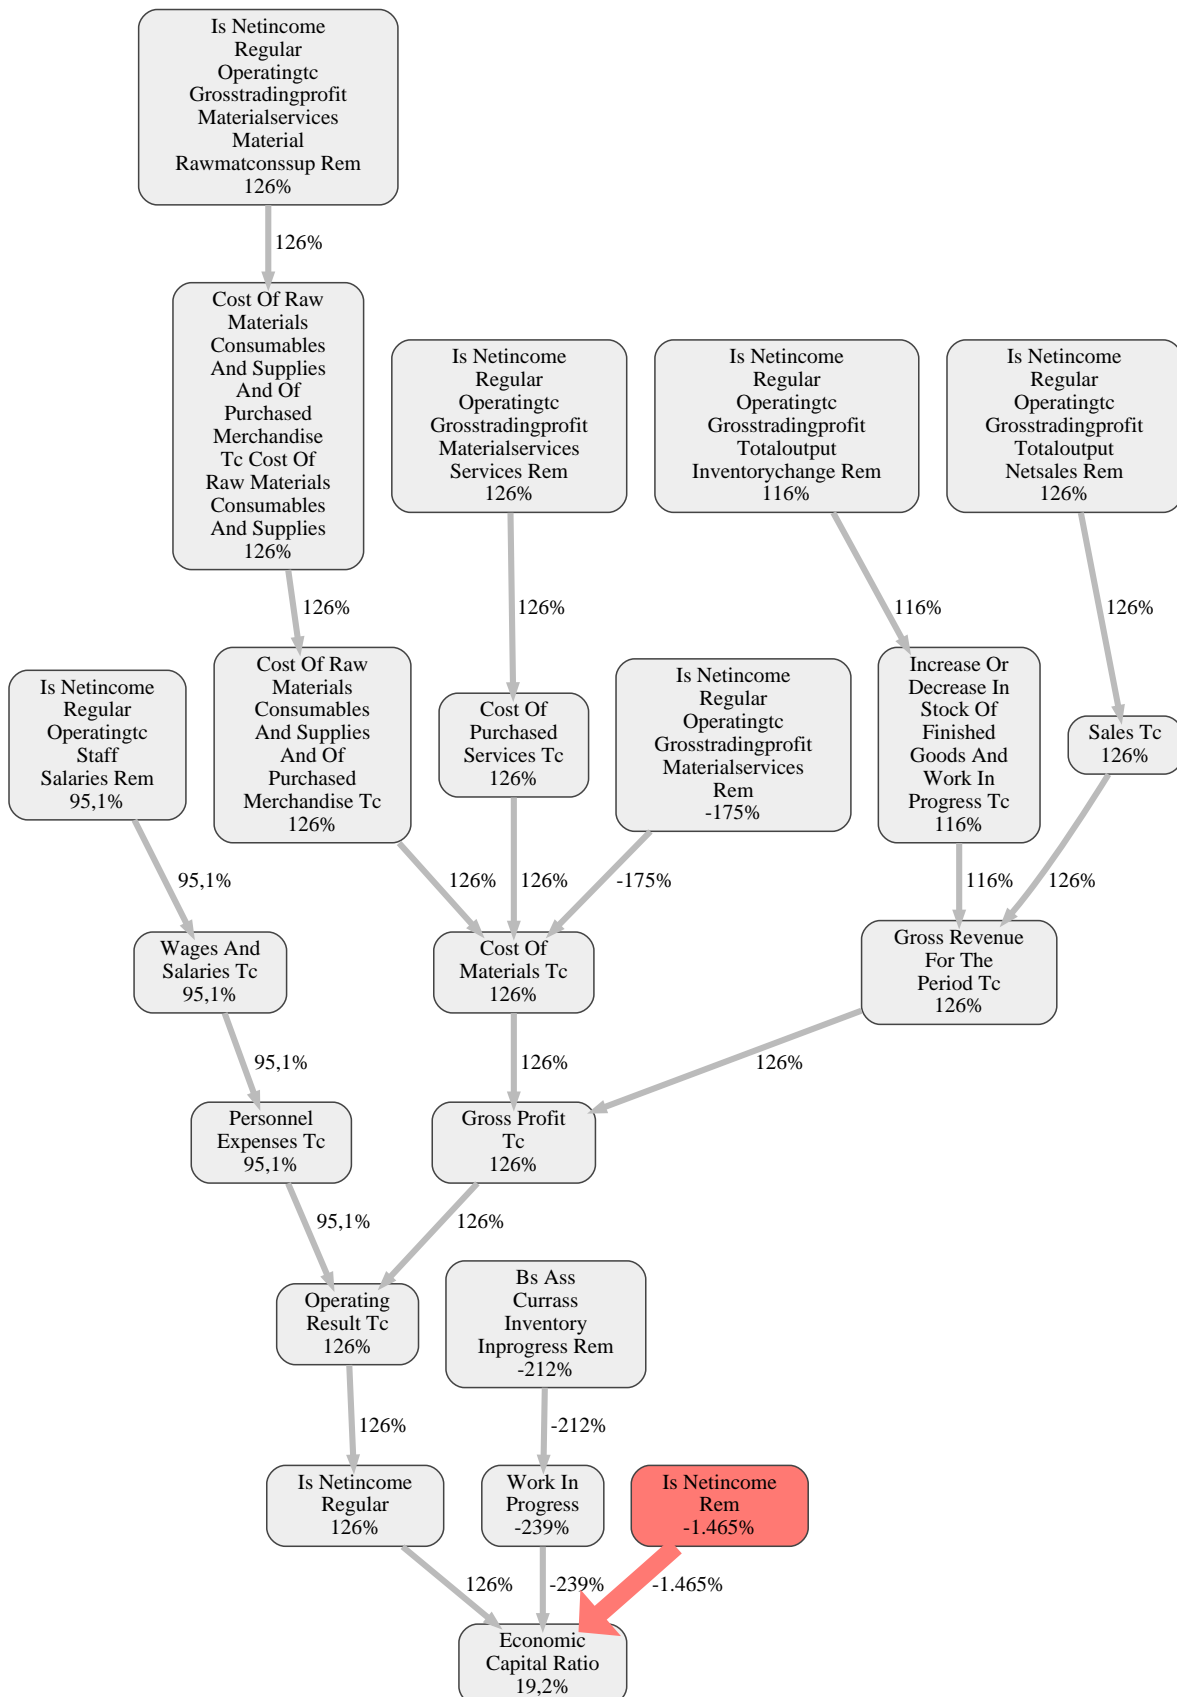 Is Netincome
Regular
Operatingtc
Grosstradingprofit
Materialservices
Material
Rawmatconssup Rem
126%
126%
Cost Of Raw
Materials
Consumables
And Supplies
And Of
Purchased
Merchandise
Tc Cost Of
Raw Materials
Consumables
And Supplies
126%
Is Netincome
Regular
Operatingtc
Grosstradingprofit
Materialservices
Services Rem
126%
Is Netincome
Regular
Operatingtc
Grosstradingprofit
Totaloutput
Inventorychange Rem
116%
Is Netincome
Regular
Operatingtc
Grosstradingprofit
Totaloutput
Netsales Rem
126%
126%
126%
116%
126%
Is Netincome
Regular
Operatingtc
Staff
Salaries Rem
95,1%
Cost Of Raw
Materials
Consumables
And Supplies
And Of
Purchased
Merchandise Tc
126%
Cost Of
Purchased
Services Tc
126%
Is Netincome
Regular
Operatingtc
Grosstradingprofit
Materialservices
Rem
-175%
Increase Or
Decrease In
Stock Of
Finished
Goods And
Work In
Progress Tc
116%
Sales Tc
126%
95,1%
126%
126%
-175%
116%
126%
Wages And
Salaries Tc
95,1%
Cost Of
Materials Tc
126%
Gross Revenue
For The
Period Tc
126%
95,1%
126%
126%
Personnel
Expenses Tc
95,1%
Gross Profit
Tc
126%
95,1%
126%
Operating
Result Tc
126%
Bs Ass
Currass
Inventory
Inprogress Rem
-212%
126%
-212%
Is Netincome
Regular
126%
Work In
Progress
-239%
Is Netincome
Rem
-1.465%
126%
-239%
-1.465%
Economic
Capital Ratio
19,2%